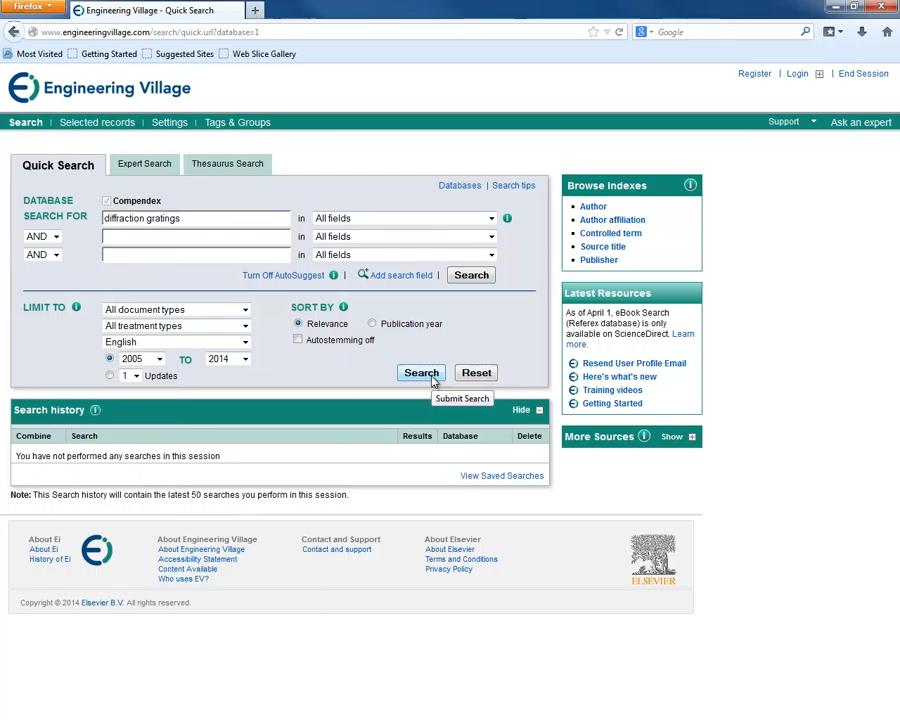 Firefox
Engineering Village - Quick Search
www.engineeringvillage.com/search/quick.url?database=1
Google
Most Visited Getting Started Suggested Sites Web Slice Gallery
Engineering Village
Register | Login | End Session
Search | Selected records | Settings | Tags & Groups
Support Ask an expert
Quick Search Expert Search Thesaurus Search
Databases | Search tips
DATABASE Compendex
SEARCH FOR diffraction gratings in All fields
AND in All fields
AND in All fields
Turn Off AutoSuggest | Add search field | Search
LIMIT TO
All document types
All treatment types
English
2005 TO 2014
1 Updates
SORT BY
Relevance Publication year
Autostemming off
Search Reset
Submit Search
Search history Hide
Combine Search Results Database Delete
You have not performed any searches in this session
View Saved Searches
Note: This Search history will contain the latest 50 searches you perform in this session.
Browse Indexes
Author
Author affiliation
Controlled term
Source title
Publisher
Latest Resources
As of April 1, eBook Search
(Referex database) is only
available on ScienceDirect. Learn
more.
Resend User Profile Email
Here's what's new
Training videos
Getting Started
More Sources Show
About Ei
About Ei
History of Ei
About Engineering Village
About Engineering Village
Accessibility Statement
Content Available
Who uses EV?
Contact and Support
Contact and support
About Elsevier
About Elsevier
Terms and Conditions
Privacy Policy
ELSEVIER
Copyright © 2014 Elsevier B.V. All rights reserved.